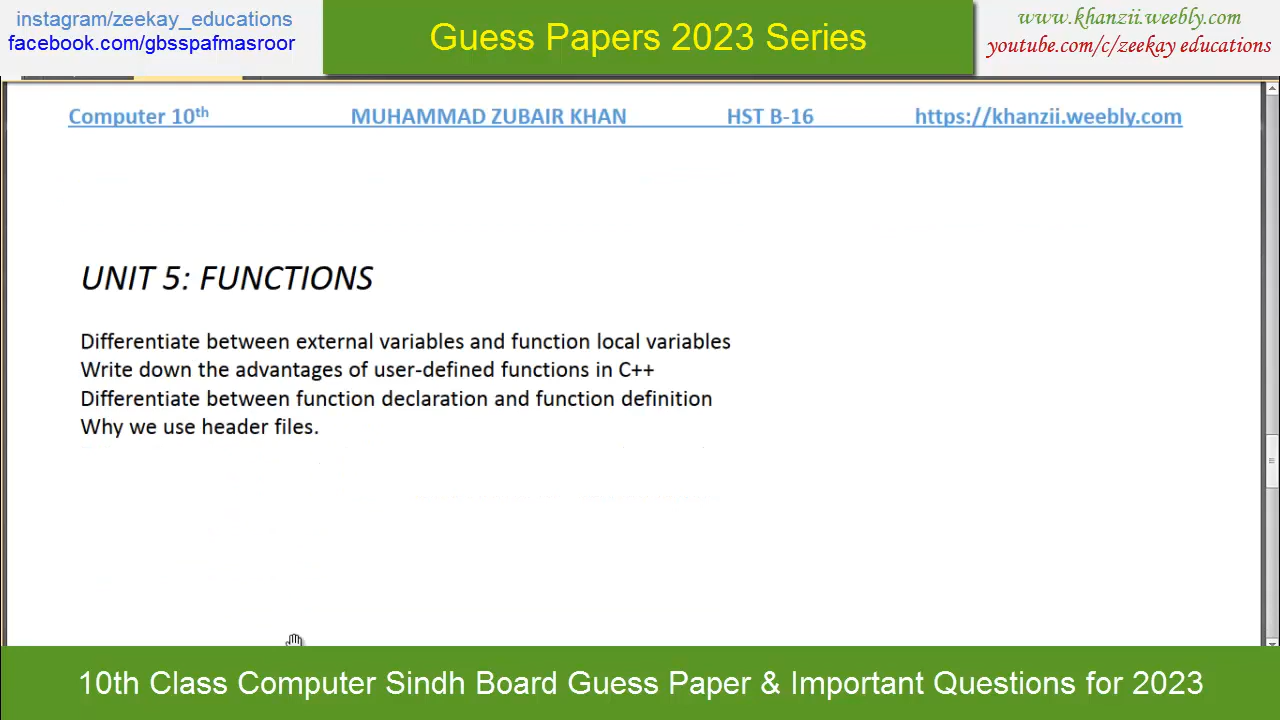 instagram/zeekay_educations
facebook.com/gbsspafmasroor
Guess Papers 2023 Series
www.khanzii.weebly.com
youtube.com/c/zeekay educations
Computer 10th MUHAMMAD ZUBAIR KHAN HST B-16 https://khanzii.weebly.com
UNIT 5: FUNCTIONS
Differentiate between external variables and function local variables
Write down the advantages of user-defined functions in C++
Differentiate between function declaration and function definition
Why we use header files.
10th Class Computer Sindh Board Guess Paper & Important Questions for 2023